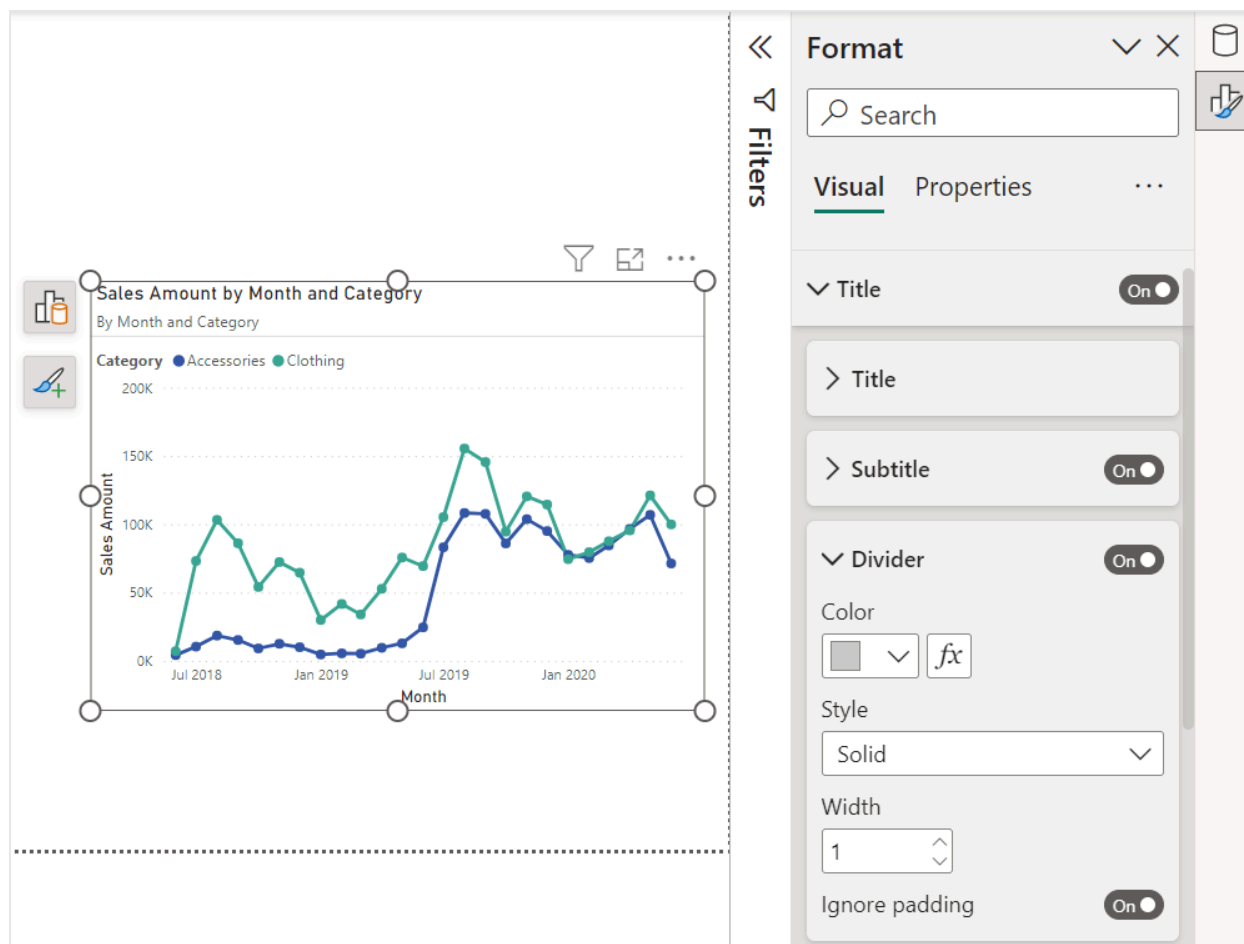 Format
Search
Filters
Visual Properties
Title On
Title
Subtitle On
Divider On
Color
fx
Style
Solid
Width
1
Ignore padding On
Sales Amount by Month and Category
By Month and Category
Category Accessories Clothing
200K
150K
100K
50K
0K
Sales Amount
Jul 2018 Jan 2019 Jul 2019 Jan 2020
Month